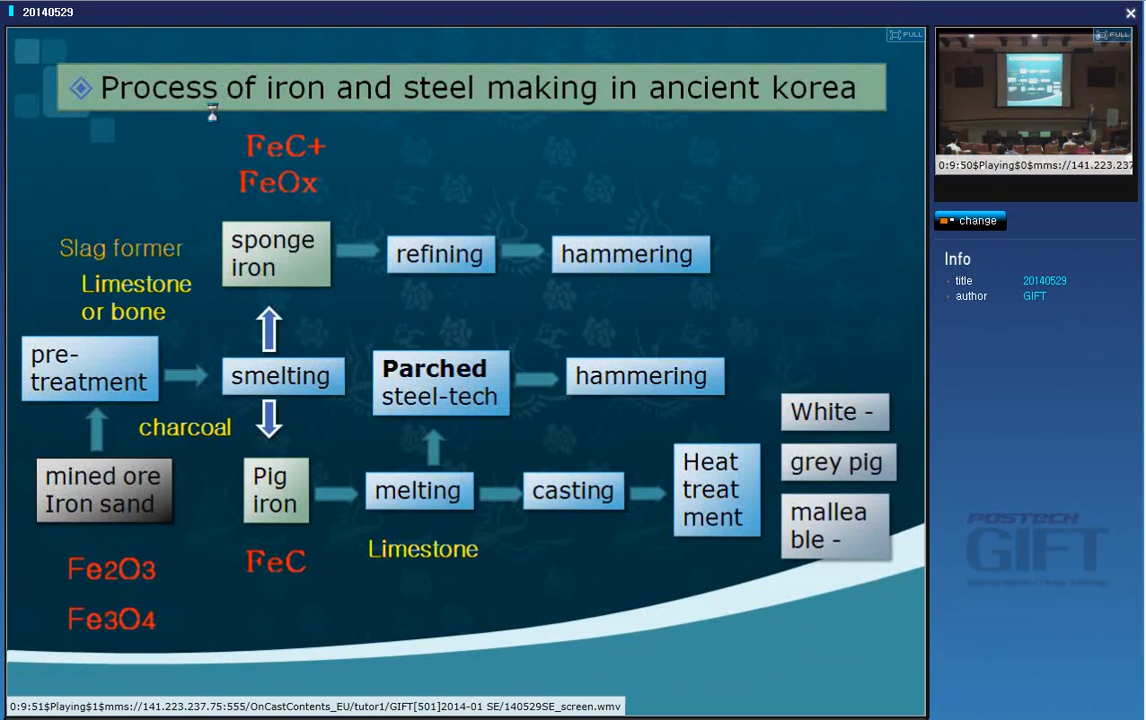 20140529
FULL
Process of iron and steel making in ancient korea
FeC+
FeOx
Slag former
Limestone
or bone
sponge
iron
refining
hammering
pre-
treatment
smelting
Parched
steel-tech
hammering
charcoal
mined ore
Iron sand
Pig
iron
melting
casting
Heat
treat
ment
White -
grey pig
mallea
ble -
Limestone
FeC
Fe2O3
Fe3O4
POSTECH
GIFT
0:9:51$Playing$1$mms://141.223.237.75:555/OnCastContents_EU/tutor1/GIFT[501]2014-01 SE/140529SE_screen.wmv
FULL
0:9:50$Playing$0$mms://141.223.237
change
Info
title 20140529
author GIFT